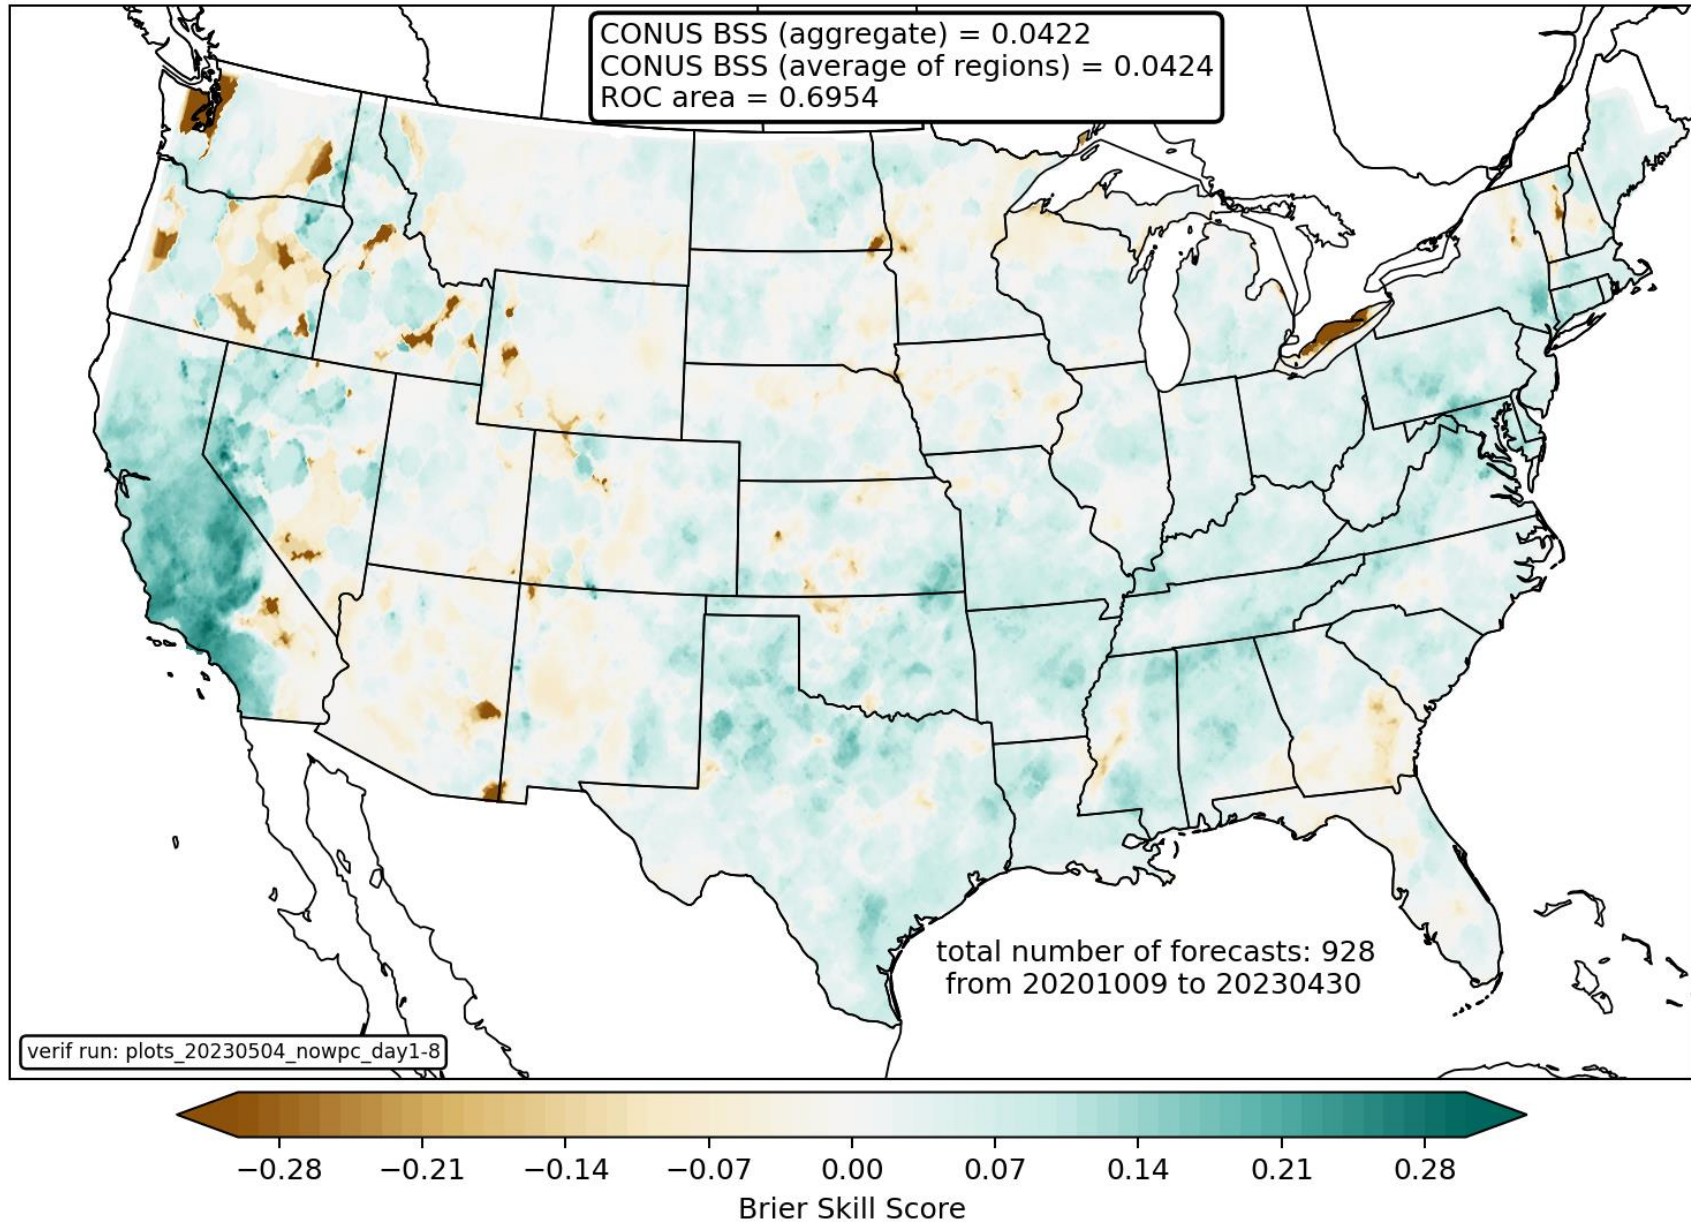 CONUS BSS (aggregate) = 0.0422
CONUS BSS (average of regions) = 0.0424
ROC area = 0.6954
total number of forecasts: 928
from 20201009 to 20230430
verif run: plots_20230504_nowpc_day1-8
−0.28 −0.21 −0.14 −0.07 0.00 0.07 0.14 0.21 0.28
Brier Skill Score